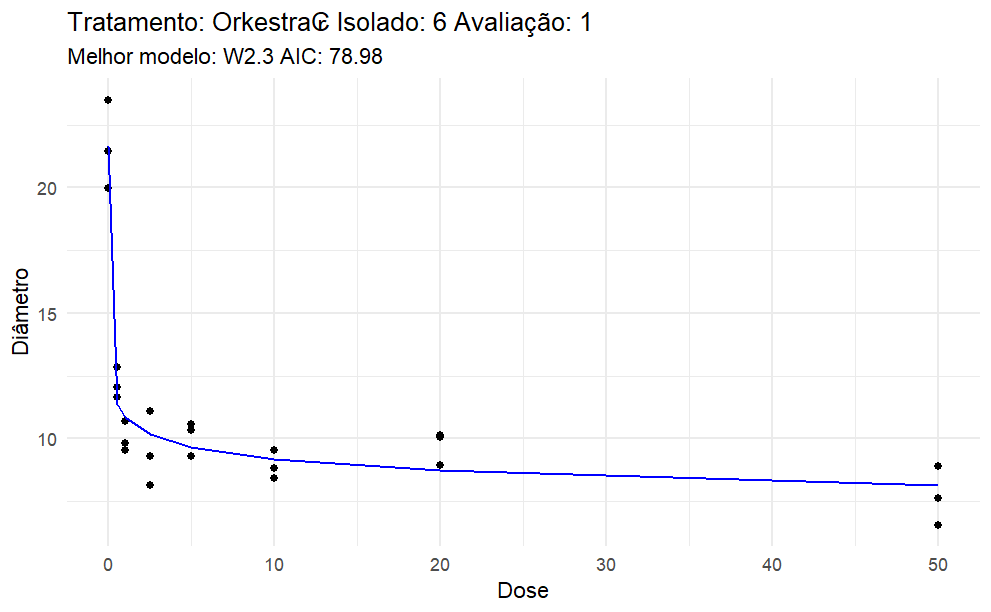 Tratamento: Orkestra₢ Isolado: 6 Avaliação: 1
Melhor modelo: W2.3 AIC: 78.98
20
15
10
Diâmetro
0
10
20
30
40
50
Dose